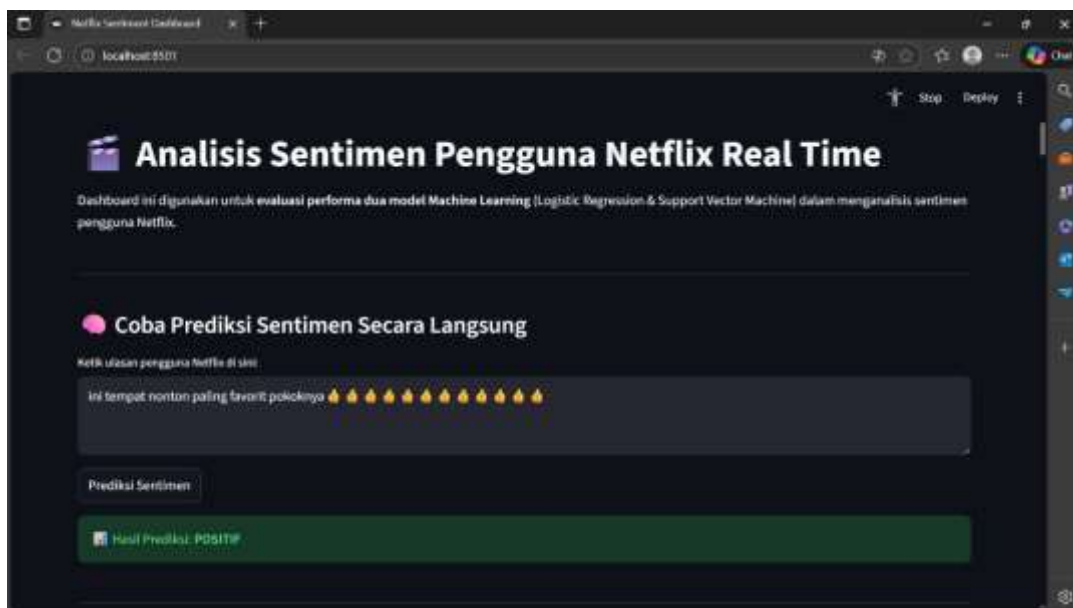 Netflix Sentiment Dashboard
localhost:8501
Chat
Stop Deploy
🎬 Analisis Sentimen Pengguna Netflix Real Time
Dashboard ini digunakan untuk evaluasi performa dua model Machine Learning (Logistic Regression & Support Vector Machine) dalam menganalisis sentimen
pengguna Netflix.
🧠 Coba Prediksi Sentimen Secara Langsung
Ketik ulasan pengguna Netflix di sini:
ini tempat nonton paling favorit pokoknya 👍👍👍👍👍👍👍👍👍👍👍👍
Prediksi Sentimen
📊 Hasil Prediksi: POSITIF